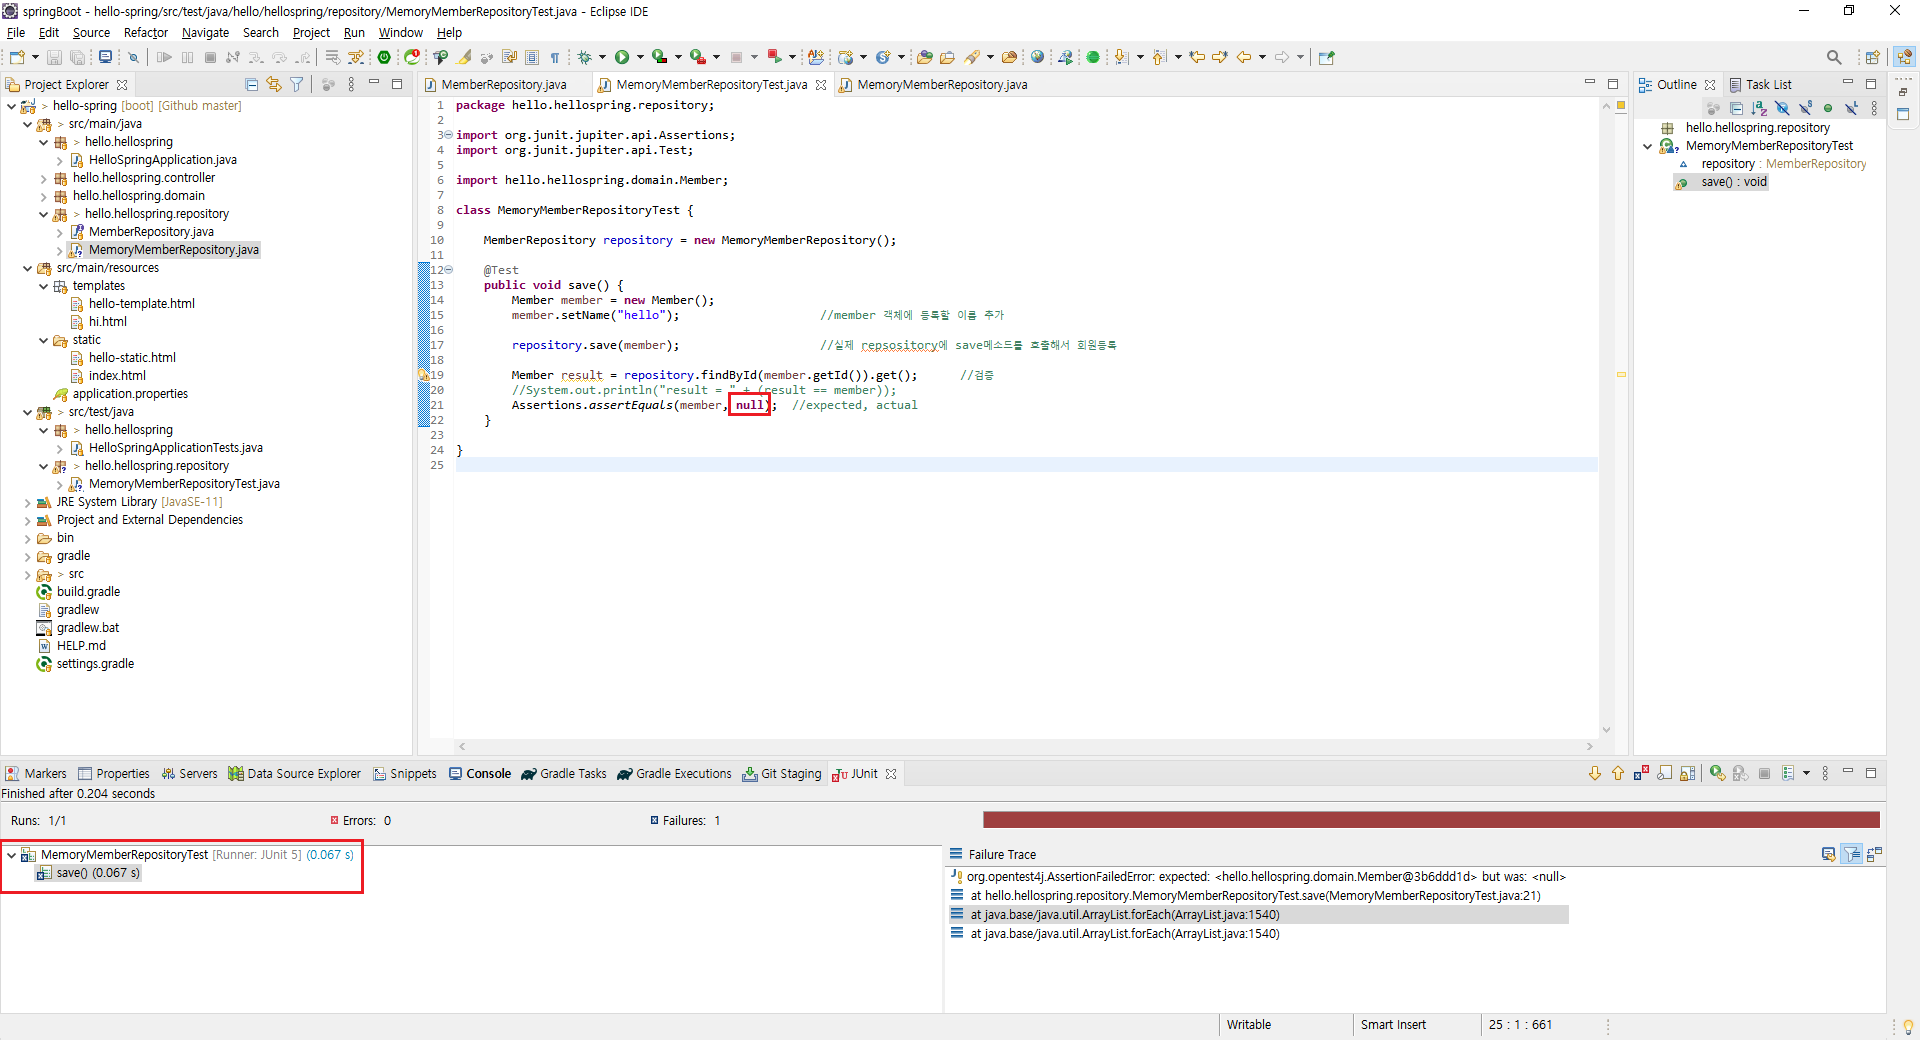 springBoot - hello-spring/src/test/java/hello/hellospring/repository/MemoryMemberRepositoryTest.java - Eclipse IDE
File Edit Source Refactor Navigate Search Project Run Window Help
Project Explorer
hello-spring [boot] [Github master]
src/main/java
hello.hellospring
HelloSpringApplication.java
hello.hellospring.controller
hello.hellospring.domain
hello.hellospring.repository
MemberRepository.java
MemoryMemberRepository.java
src/main/resources
templates
hello-template.html
hi.html
static
hello-static.html
index.html
application.properties
src/test/java
hello.hellospring
HelloSpringApplicationTests.java
hello.hellospring.repository
MemoryMemberRepositoryTest.java
JRE System Library [JavaSE-11]
Project and External Dependencies
bin
gradle
src
build.gradle
gradlew
gradlew.bat
HELP.md
settings.gradle
MemberRepository.java MemoryMemberRepositoryTest.java MemoryMemberRepository.java
1 package hello.hellospring.repository;
2
3 import org.junit.jupiter.api.Assertions;
4 import org.junit.jupiter.api.Test;
5
6 import hello.hellospring.domain.Member;
7
8 class MemoryMemberRepositoryTest {
9
10 MemberRepository repository = new MemoryMemberRepository();
11
12 @Test
13 public void save() {
14 Member member = new Member();
15 member.setName("hello"); //member 객체에 등록할 이름 추가
16
17 repository.save(member); //실제 repsository에 save메소드를 호출해서 회원등록
18
19 Member result = repository.findById(member.getId()).get(); //검증
20 //System.out.println("result = " + (result == member));
21 Assertions.assertEquals(member, null); //expected, actual
22 }
23
24 }
25
Outline Task List
hello.hellospring.repository
MemoryMemberRepositoryTest
repository : MemberRepository
save() : void
Markers Properties Servers Data Source Explorer Snippets Console Gradle Tasks Gradle Executions Git Staging JUnit
Finished after 0.204 seconds
Runs: 1/1 Errors: 0 Failures: 1
MemoryMemberRepositoryTest [Runner: JUnit 5] (0.067 s)
save() (0.067 s)
Failure Trace
org.opentest4j.AssertionFailedError: expected: <hello.hellospring.domain.Member@3b6ddd1d> but was: <null>
at hello.hellospring.repository.MemoryMemberRepositoryTest.save(MemoryMemberRepositoryTest.java:21)
at java.base/java.util.ArrayList.forEach(ArrayList.java:1540)
at java.base/java.util.ArrayList.forEach(ArrayList.java:1540)
Writable Smart Insert 25 : 1 : 661